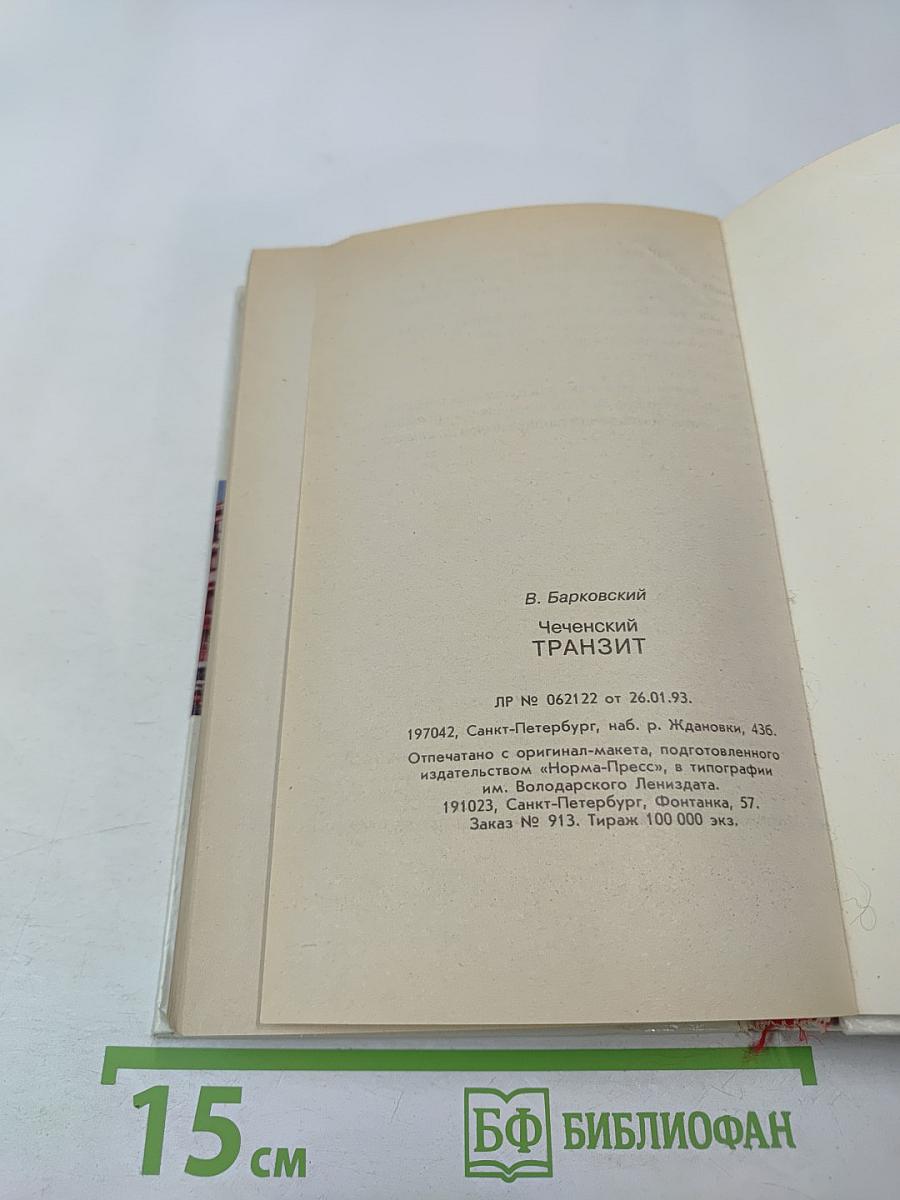 В. Барковский
Чеченский
ТРАНЗИТ
ЛР № 062122 от 26.01.93.
197042, Санкт-Петербург, наб. р. Ждановки, 43б.
Отпечатано с оригинал-макета, подготовленного
издательством «Норма-Пресс», в типографии
им. Володарского Лениздата.
191023, Санкт-Петербург, Фонтанка, 57.
Заказ № 913. Тираж 100 000 экз.
15 см
БФ БИБЛИОФАН